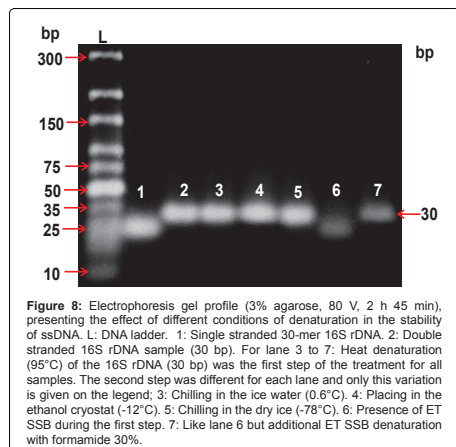 bp
L
bp
300
150
75
50
35
25
10
1 2 3 4 5 6 7
30
Figure 8: Electrophoresis gel profile (3% agarose, 80 V, 2 h 45 min),
presenting the effect of different conditions of denaturation in the stability
of ssDNA. L: DNA ladder. 1: Single stranded 30-mer 16S rDNA. 2: Double
stranded 16S rDNA sample (30 bp). For lane 3 to 7: Heat denaturation
(95°C) of the 16S rDNA (30 bp) was the first step of the treatment for all
samples. The second step was different for each lane and only this variation
is given on the legend; 3: Chilling in the ice water (0.6°C). 4: Placing in the
ethanol cryostat (-12°C). 5: Chilling in the dry ice (-78°C). 6: Presence of ET
SSB during the first step. 7: Like lane 6 but additional ET SSB denaturation
with formamide 30%.